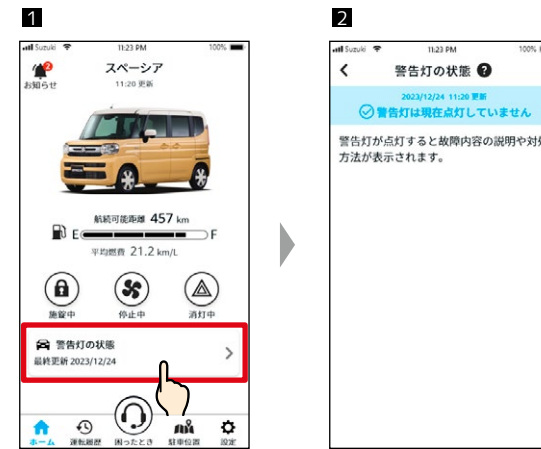 1
Suzuki 11:23 PM 100%
2
お知らせ
スペーシア
11:20 更新
航続可能距離 457 km
E F
平均燃費 21.2 km/L
施錠中 停止中 消灯中
警告灯の状態
最終更新 2023/12/24
ホーム 運転履歴 困ったとき 駐車位置 設定
2
Suzuki 11:23 PM 100%
警告灯の状態 ?
2023/12/24 11:20 更新
警告灯は現在点灯していません
警告灯が点灯すると故障内容の説明や対処
方法が表示されます。